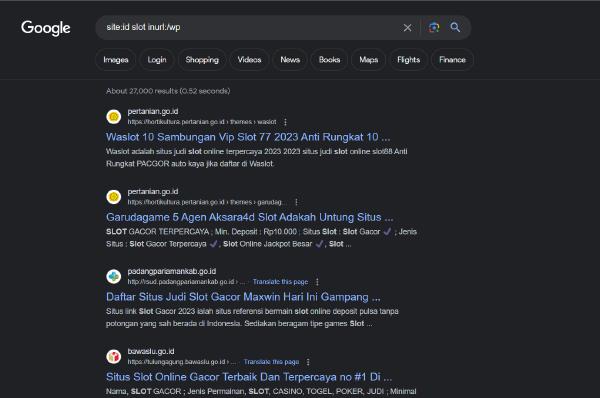 Google
site:id slot inurl:/wp
Images Login Shopping Videos News Books Maps Flights Finance
About 27,000 results (0.52 seconds)
pertanian.go.id
https://hortikultura.pertanian.go.id › themes › waslot
Waslot 10 Sambungan Vip Slot 77 2023 Anti Rungkat 10 ...
Waslot adalah situs judi slot online terpercaya 2023 2023 situs judi slot online slot88 Anti
Rungkat PACGOR auto kaya jika daftar di Waslot.
pertanian.go.id
https://hortikultura.pertanian.go.id › themes › garudag...
Garudagame 5 Agen Aksara4d Slot Adakah Untung Situs ...
SLOT GACOR TERPERCAYA ; Min. Deposit : Rp10.000 ; Situs Slot : Slot Gacor ✔ ; Jenis
Situs : Slot Gacor Terpercaya ✔, Slot Online Jackpot Besar ✔, Slot ...
padangpariamankab.go.id
http://rsud.padangpariamankab.go.id › ... · Translate this page
Daftar Situs Judi Slot Gacor Maxwin Hari Ini Gampang ...
Situs link Slot Gacor 2023 ialah situs referensi bermain slot online deposit pulsa tanpa
potongan yang sah berada di Indonesia. Sediakan beragam tipe games Slot ...
bawaslu.go.id
https://tulungagung.bawaslu.go.id › ... · Translate this page
Situs Slot Online Gacor Terbaik Dan Terpercaya no #1 Di ...
Nama, SLOT GACOR ; Jenis Permainan, SLOT, CASINO, TOGEL, POKER, JUDI ; Minimal